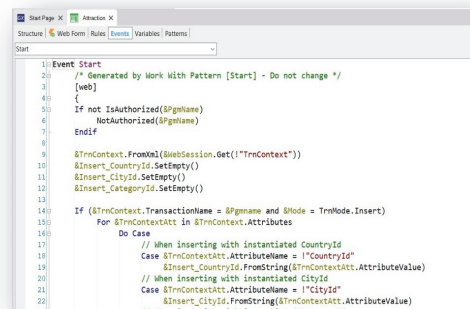 Start Page X Attraction X
Structure Web Form Rules Events Variables Patterns
Start
1 Event Start
2 /* Generated by Work With Pattern [Start] - Do not change */
3 [web]
4 {
5 If not IsAuthorized(&PgmName)
6 NotAuthorized(&PgmName)
7 Endif
8
9 &TrnContext.FromXml(&WebSession.Get(!"TrnContext"))
10 &Insert_CountryId.SetEmpty()
11 &Insert_CityId.SetEmpty()
12 &Insert_CategoryId.SetEmpty()
13
14 If (&TrnContext.TransactionName = &Pgmname and &Mode = TrnMode.Insert)
15 For &TrnContextAtt in &TrnContext.Attributes
16 Do Case
17 // When inserting with instantiated CountryId
18 Case &TrnContextAtt.AttributeName = !"CountryId"
19 &Insert_CountryId.FromString(&TrnContextAtt.AttributeValue)
20 // When inserting with instantiated CityId
21 Case &TrnContextAtt.AttributeName = !"CityId"
22 &Insert_CityId.FromString(&TrnContextAtt.AttributeValue)